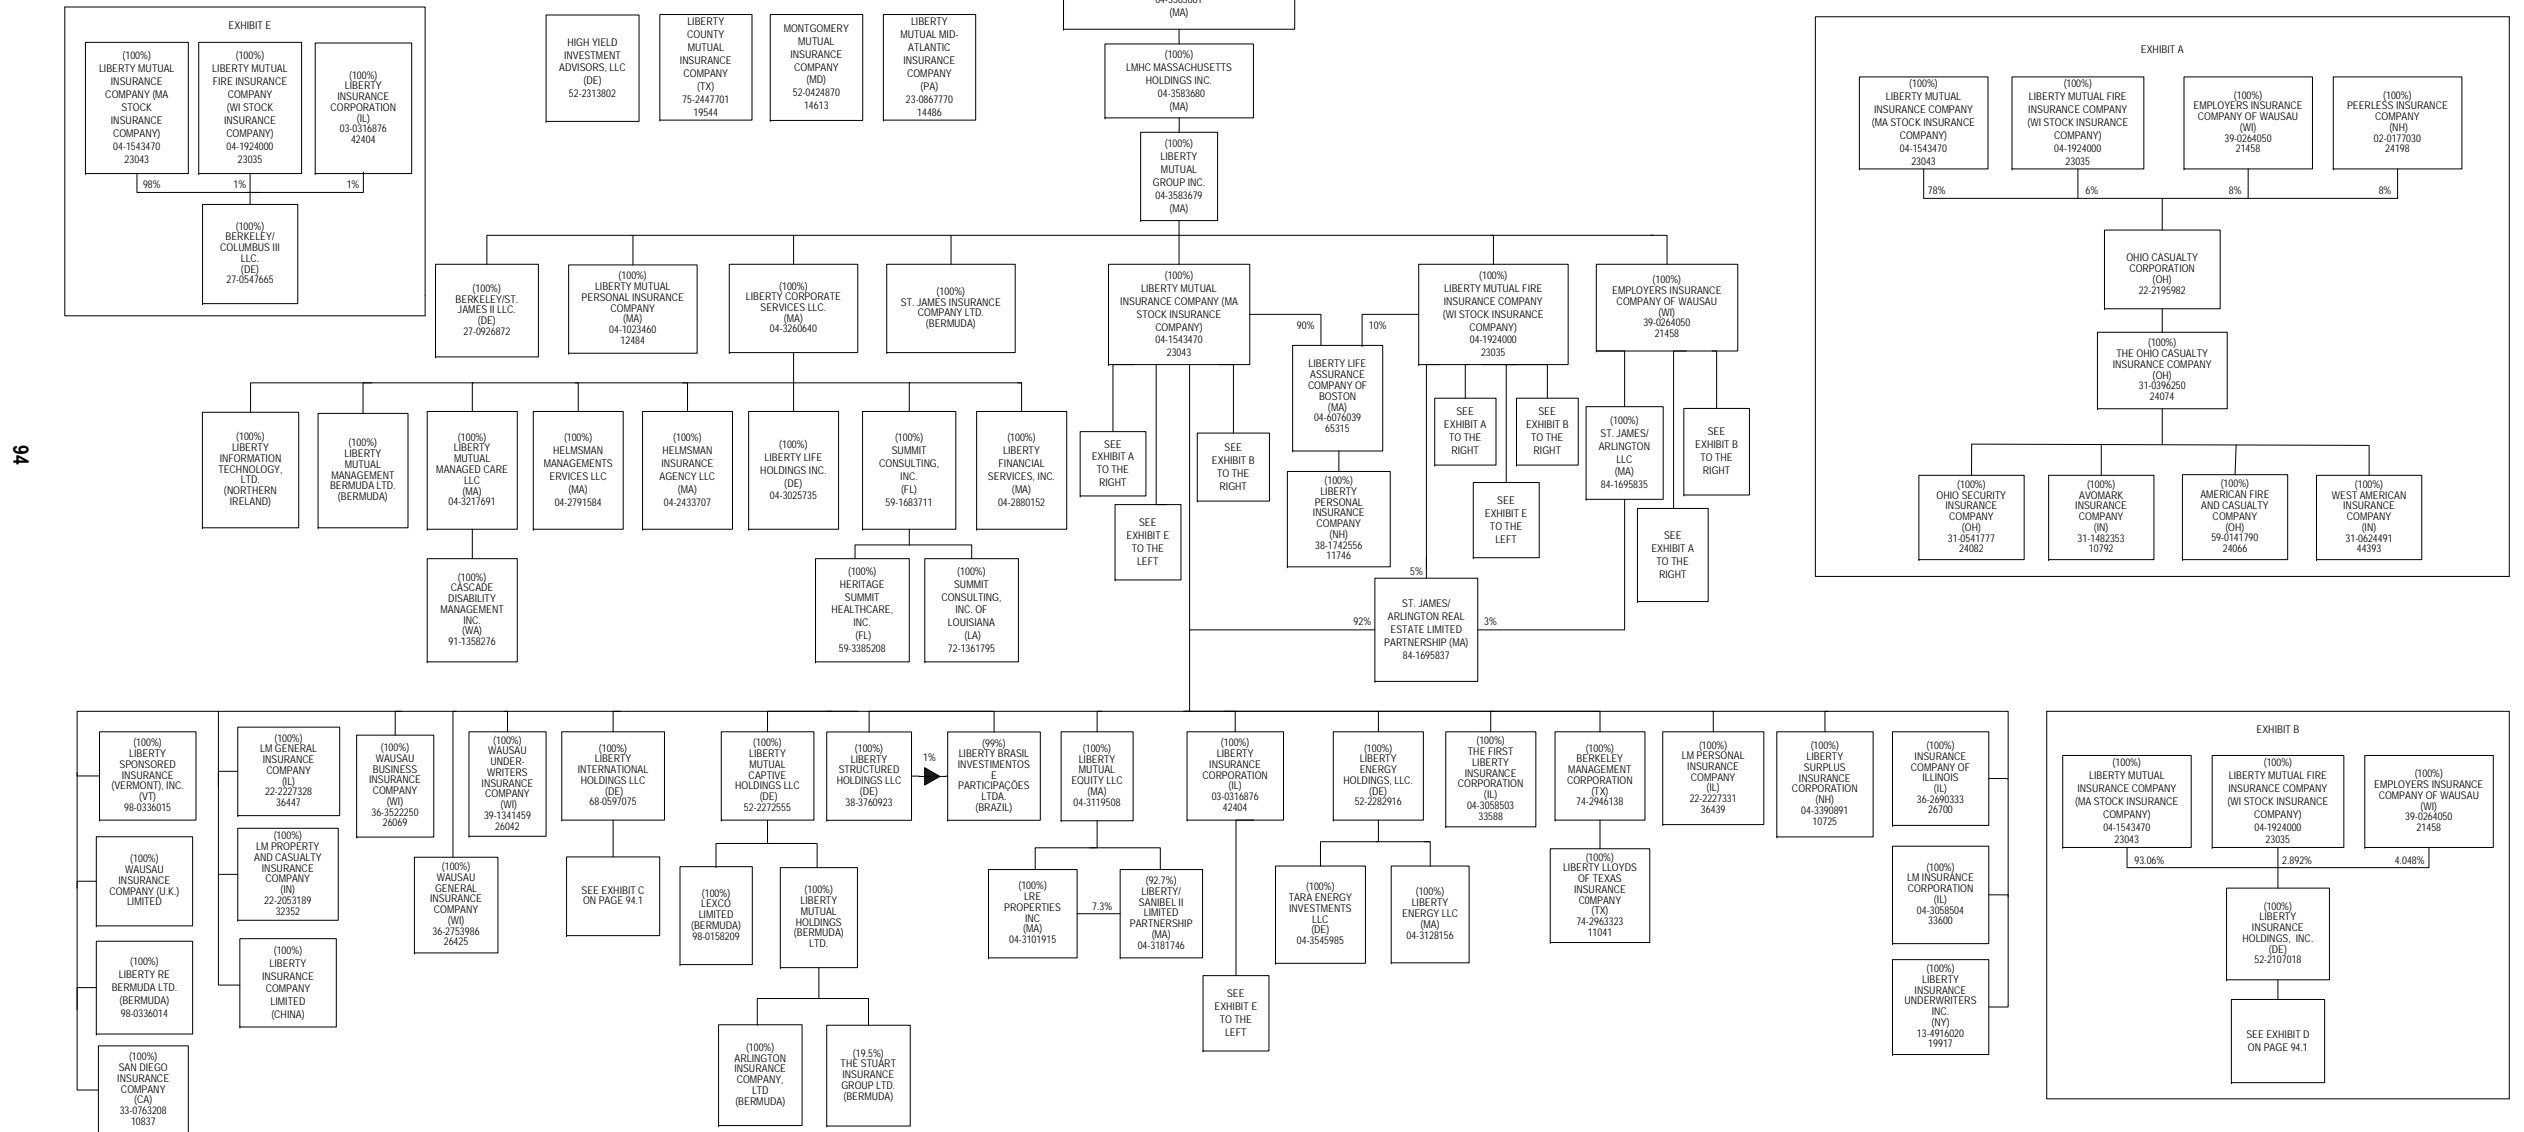 EXHIBIT E
(100%)
LIBERTY MUTUAL
INSURANCE
COMPANY (MA
STOCK
INSURANCE
COMPANY)
04-1543470
23043
(100%)
LIBERTY MUTUAL
FIRE INSURANCE
COMPANY
(WI STOCK
INSURANCE
COMPANY)
04-1924000
23035
(100%)
LIBERTY
INSURANCE
CORPORATION
(IL)
03-0316876
42404
98%
1%
1%
(100%)
BERKELEY/
COLUMBUS III
LLC.
(DE)
27-0547665
HIGH YIELD
INVESTMENT
ADVISORS, LLC
(DE)
52-2313802
LIBERTY
COUNTY
MUTUAL
INSURANCE
COMPANY
(TX)
75-2447701
19544
MONTGOMERY
MUTUAL
INSURANCE
COMPANY
(MD)
52-0424870
14613
LIBERTY
MUTUAL MID-
ATLANTIC
INSURANCE
COMPANY
(PA)
23-0867770
14486
(MA)
(100%)
LMHC MASSACHUSETTS
HOLDINGS INC.
04-3583680
(MA)
(100%)
LIBERTY
MUTUAL
GROUP INC.
04-3583679
(MA)
EXHIBIT A
(100%)
LIBERTY MUTUAL
INSURANCE COMPANY
(MA STOCK INSURANCE
COMPANY)
04-1543470
23043
(100%)
LIBERTY MUTUAL FIRE
INSURANCE COMPANY
(WI STOCK INSURANCE
COMPANY)
04-1924000
23035
(100%)
EMPLOYERS INSURANCE
COMPANY OF WAUSAU
(WI)
39-0264050
21458
(100%)
PEERLESS INSURANCE
COMPANY
(NH)
02-0177030
24198
78%
6%
8%
8%
OHIO CASUALTY
CORPORATION
(OH)
22-2195982
(100%)
THE OHIO CASUALTY
INSURANCE COMPANY
(OH)
31-0396250
24074
(100%)
OHIO SECURITY
INSURANCE
COMPANY
(OH)
31-0541777
24082
(100%)
AVOMARK
INSURANCE
COMPANY
(IN)
31-1482353
10792
(100%)
AMERICAN FIRE
AND CASUALTY
COMPANY
(OH)
59-0141790
24066
(100%)
WEST AMERICAN
INSURANCE
COMPANY
(IN)
31-0624491
44393
(100%)
BERKELEY/ST.
JAMES II LLC.
(DE)
27-0926872
(100%)
LIBERTY MUTUAL
PERSONAL INSURANCE
COMPANY
(MA)
04-1023460
12484
(100%)
LIBERTY CORPORATE
SERVICES LLC.
(MA)
04-3260640
(100%)
ST. JAMES INSURANCE
COMPANY LTD.
(BERMUDA)
(100%)
LIBERTY MUTUAL
INSURANCE COMPANY (MA
STOCK INSURANCE
COMPANY)
04-1543470
23043
90%
10%
(100%)
LIBERTY MUTUAL FIRE
INSURANCE COMPANY
(WI STOCK INSURANCE
COMPANY)
04-1924000
23035
(100%)
EMPLOYERS INSURANCE
COMPANY OF WAUSAU
(WI)
39-0264050
21458
LIBERTY LIFE
ASSURANCE
COMPANY OF
BOSTON
(MA)
04-6076039
65315
(100%)
LIBERTY
INFORMATION
TECHNOLOGY,
LTD.
(NORTHERN
IRELAND)
(100%)
LIBERTY
MUTUAL
MANAGEMENT
BERMUDA LTD.
(BERMUDA)
(100%)
LIBERTY
MUTUAL
MANAGED CARE
LLC
(MA)
04-3217691
(100%)
HELMSMAN
MANAGEMENTS
ERVICES LLC
(MA)
04-2791584
(100%)
HELMSMAN
INSURANCE
AGENCY LLC
(MA)
04-2433707
(100%)
LIBERTY LIFE
HOLDINGS INC.
(DE)
04-3025735
(100%)
SUMMIT
CONSULTING,
INC.
(FL)
59-1683711
(100%)
LIBERTY
FINANCIAL
SERVICES, INC.
(MA)
04-2880152
SEE
EXHIBIT A
TO THE
RIGHT
SEE
EXHIBIT E
TO THE
LEFT
SEE
EXHIBIT B
TO THE
RIGHT
(100%)
LIBERTY
PERSONAL
INSURANCE
COMPANY
(NH)
38-1742556
11746
SEE
EXHIBIT A
TO THE
RIGHT
SEE
EXHIBIT E
TO THE
LEFT
SEE
EXHIBIT B
TO THE
RIGHT
(100%)
ST. JAMES/
ARLINGTON
LLC
(MA)
84-1695835
SEE
EXHIBIT A
TO THE
RIGHT
SEE
EXHIBIT B
TO THE
RIGHT
94
(100%)
CASCADE
DISABILITY
MANAGEMENT
INC.
(WA)
91-1358276
(100%)
HERITAGE
SUMMIT
HEALTHCARE,
INC.
(FL)
59-3385208
(100%)
SUMMIT
CONSULTING,
INC. OF
LOUISIANA
(LA)
72-1361795
5%
92%
3%
ST. JAMES/
ARLINGTON REAL
ESTATE LIMITED
PARTNERSHIP (MA)
84-1695837
(100%)
LIBERTY
SPONSORED
INSURANCE
(VERMONT), INC.
(VT)
98-0336015
(100%)
WAUSAU
INSURANCE
COMPANY (U.K.)
LIMITED
(100%)
LIBERTY RE
BERMUDA LTD.
(BERMUDA)
98-0336014
(100%)
SAN DIEGO
INSURANCE
COMPANY
(CA)
33-0763208
10837
(100%)
LM GENERAL
INSURANCE
COMPANY
(IL)
22-2227328
36447
(100%)
LM PROPERTY
AND CASUALTY
INSURANCE
COMPANY
(IN)
22-2053189
32352
(100%)
LIBERTY
INSURANCE
COMPANY
LIMITED
(CHINA)
(100%)
WAUSAU
BUSINESS
INSURANCE
COMPANY
(WI)
36-3522250
26069
(100%)
WAUSAU
GENERAL
INSURANCE
COMPANY
(WI)
36-2753986
26425
(100%)
WAUSAU
UNDER-
WRITERS
INSURANCE
COMPANY
(WI)
39-1341459
26042
(100%)
LIBERTY
INTERNATIONAL
HOLDINGS LLC
(DE)
68-0597075
SEE EXHIBIT C
ON PAGE 94.1
(100%)
LIBERTY
MUTUAL
CAPTIVE
HOLDINGS LLC
(DE)
52-2272555
(100%)
LEXCO
LIMITED
(BERMUDA)
98-0158209
(100%)
LIBERTY
MUTUAL
HOLDINGS
(BERMUDA)
LTD.
(100%)
ARLINGTON
INSURANCE
COMPANY,
LTD
(BERMUDA)
(19.5%)
THE STUART
INSURANCE
GROUP LTD.
(BERMUDA)
(100%)
LIBERTY
STRUCTURED
HOLDINGS LLC
(DE)
38-3760923
1%
(99%)
LIBERTY BRASIL
INVESTIMENTOS
E
PARTICIPAÇÕES
LTDA.
(BRAZIL)
(100%)
LIBERTY
MUTUAL
EQUITY LLC
(MA)
04-3119508
(100%)
LRE
PROPERTIES
INC
(MA)
04-3101915
7.3%
(92.7%)
LIBERTY/
SANIBEL II
LIMITED
PARTNERSHIP
(MA)
04-3181746
(100%)
LIBERTY
INSURANCE
CORPORATION
(IL)
03-0316876
42404
SEE
EXHIBIT E
TO THE
LEFT
(100%)
LIBERTY
ENERGY
HOLDINGS, LLC.
(DE)
52-2282916
(100%)
TARA ENERGY
INVESTMENTS
LLC
(DE)
04-3545985
(100%)
LIBERTY
ENERGY LLC
(MA)
04-3128156
(100%)
THE FIRST
LIBERTY
INSURANCE
CORPORATION
(IL)
04-3058503
33588
(100%)
BERKELEY
MANAGEMENT
CORPORATION
(TX)
74-2946138
(100%)
LIBERTY LLOYDS
OF TEXAS
INSURANCE
COMPANY
(TX)
74-2963323
11041
(100%)
LM PERSONAL
INSURANCE
COMPANY
(IL)
22-2227331
36439
(100%)
LIBERTY
SURPLUS
INSURANCE
CORPORATION
(NH)
04-3390891
10725
(100%)
INSURANCE
COMPANY OF
ILLINOIS
(IL)
36-2690333
26700
(100%)
LM INSURANCE
CORPORATION
(IL)
04-3058504
33600
(100%)
LIBERTY
INSURANCE
UNDERWRITERS
INC.
(NY)
13-4916020
19917
EXHIBIT B
(100%)
LIBERTY MUTUAL
INSURANCE COMPANY
(MA STOCK INSURANCE
COMPANY)
04-1543470
23043
(100%)
LIBERTY MUTUAL FIRE
INSURANCE COMPANY
(WI STOCK INSURANCE
COMPANY)
04-1924000
23035
(100%)
EMPLOYERS INSURANCE
COMPANY OF WAUSAU
(WI)
39-0264050
21458
93.06%
2.892%
4.048%
(100%)
LIBERTY
INSURANCE
HOLDINGS, INC.
(DE)
52-2107018
SEE EXHIBIT D
ON PAGE 94.1